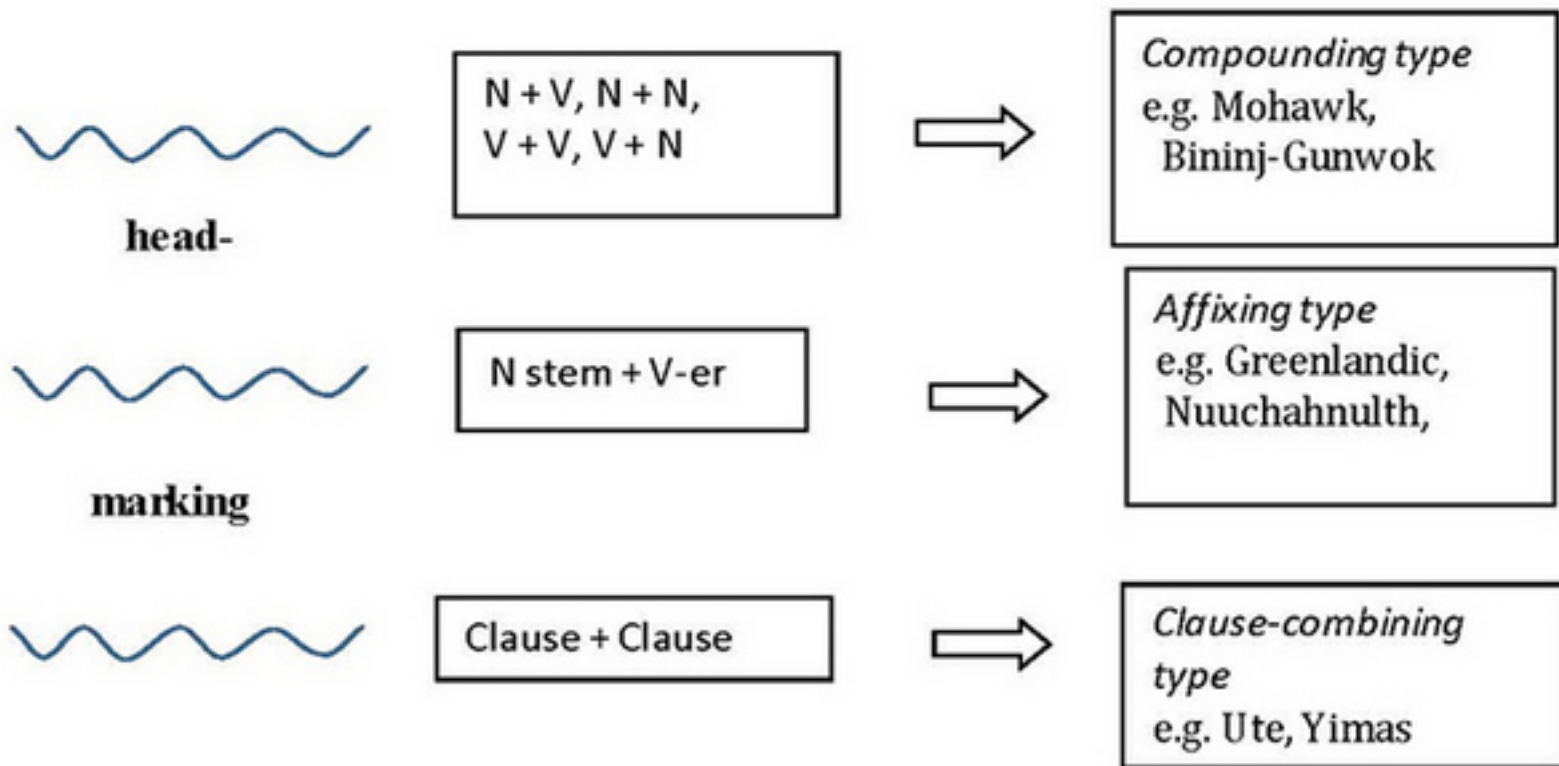 N + V, N + N,
V + V, V + N
Compounding type
e.g. Mohawk,
Bininj-Gunwok
head-
N stem + V-er
Affixing type
e.g. Greenlandic,
Nuuchahnulth,
marking
Clause + Clause
Clause-combining
type
e.g. Ute, Yimas